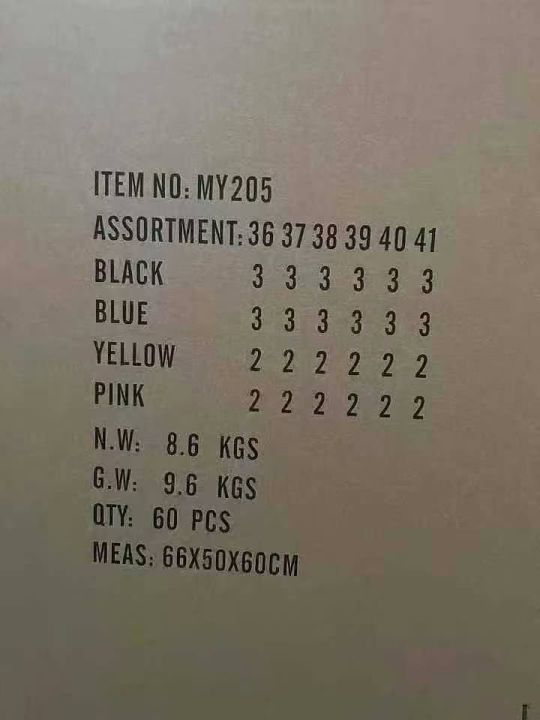 ITEM NO: MY205
ASSORTMENT: 36 37 38 39 40 41
BLACK 3 3 3 3 3 3
BLUE 3 3 3 3 3 3
YELLOW 2 2 2 2 2 2
PINK 2 2 2 2 2 2
N.W: 8.6 KGS
G.W: 9.6 KGS
QTY: 60 PCS
MEAS: 66X50X60CM